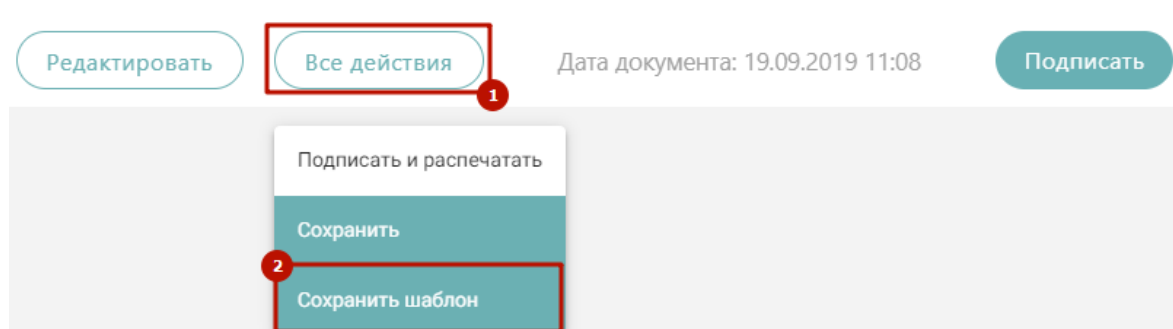 Редактировать Все действия Дата документа: 19.09.2019 11:08 Подписать
1
Подписать и распечатать
Сохранить
2
Сохранить шаблон